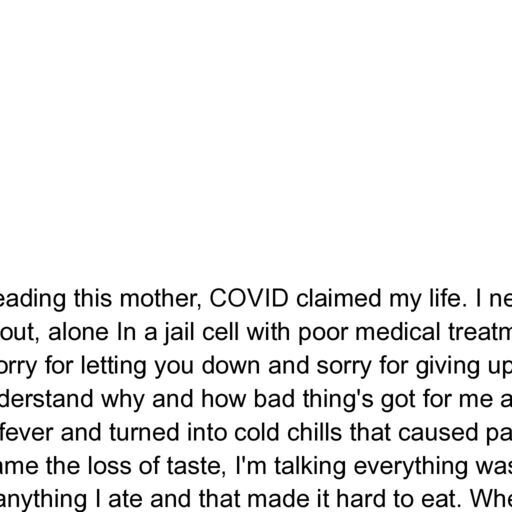 eading this mother, COVID claimed my life. I ne
out, alone In a jail cell with poor medical treatm
orry for letting you down and sorry for giving up
derstand why and how bad thing's got for me a
fever and turned into cold chills that caused pa
ame the loss of taste, I'm talking everything was
anything I ate and that made it hard to eat. Whe